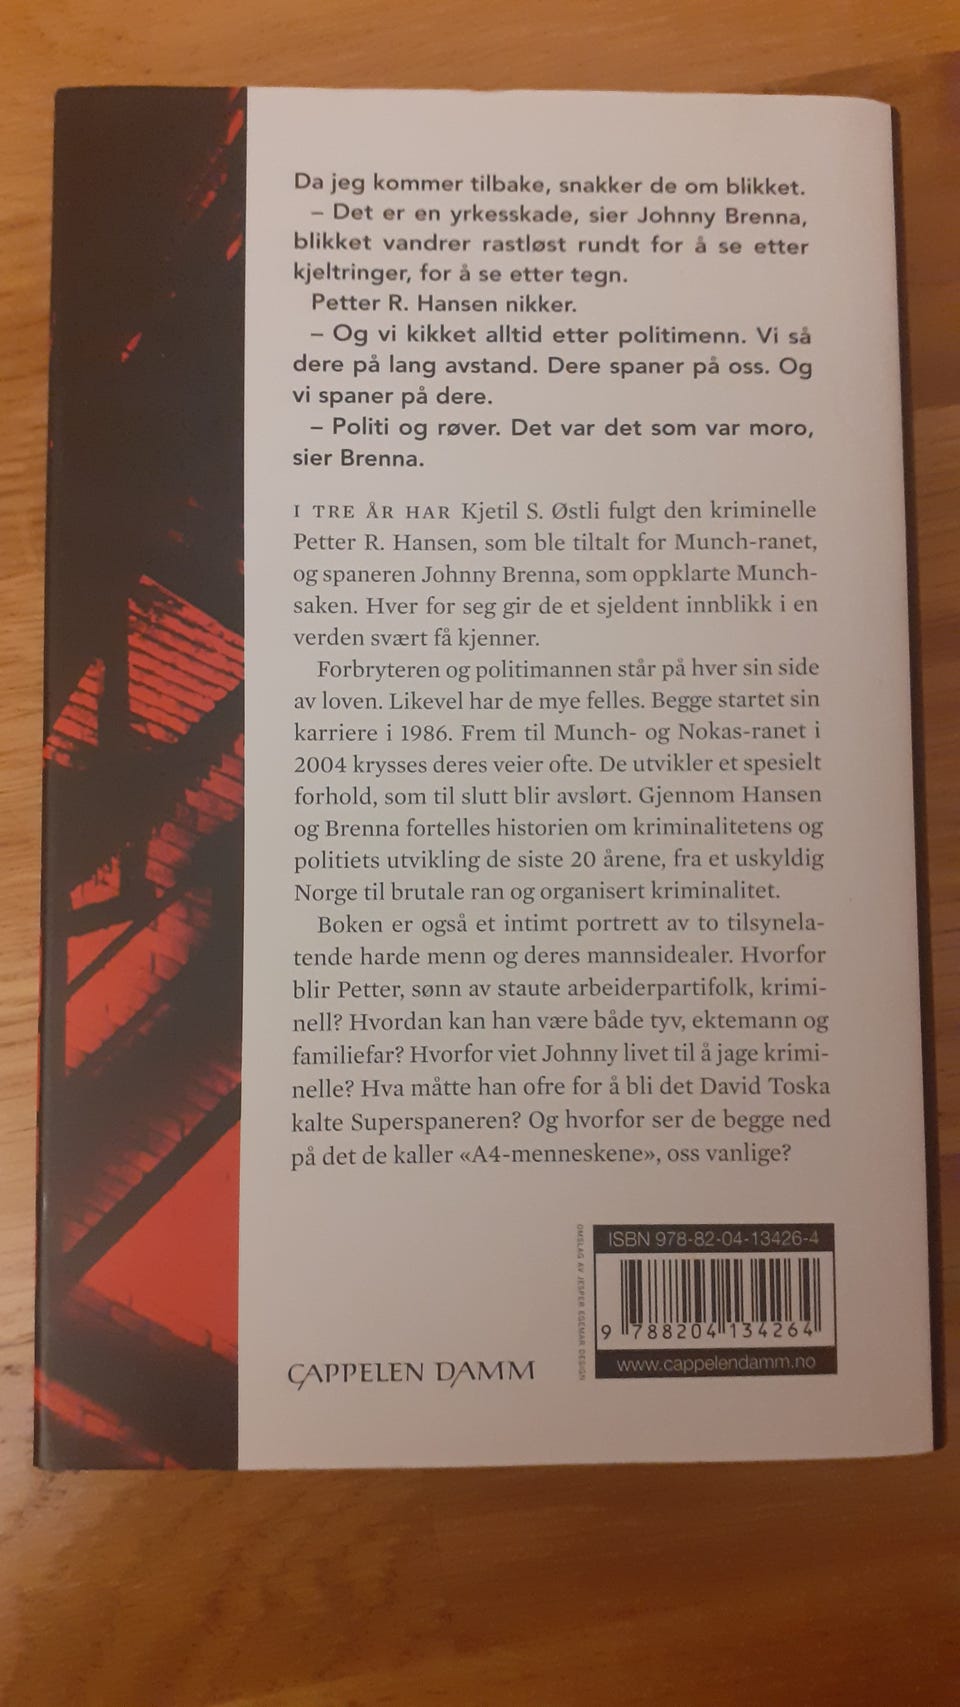 Da jeg kommer tilbake, snakker de om blikket.
– Det er en yrkesskade, sier Johnny Brenna,
blikket vandrer rastløst rundt for å se etter
kjeltringer, for å se etter tegn.
Petter R. Hansen nikker.
– Og vi kikket alltid etter politimenn. Vi så
dere på lang avstand. Dere spaner på oss. Og
vi spaner på dere.
– Politi og røver. Det var det som var moro,
sier Brenna.
I TRE ÅR HAR Kjetil S. Østli fulgt den kriminelle
Petter R. Hansen, som ble tiltalt for Munch-ranet,
og spaneren Johnny Brenna, som oppklarte Munch-
saken. Hver for seg gir de et sjeldent innblikk i en
verden svært få kjenner.
Forbryteren og politimannen står på hver sin side
av loven. Likevel har de mye felles. Begge startet sin
karriere i 1986. Frem til Munch- og Nokas-ranet i
2004 krysses deres veier ofte. De utvikler et spesielt
forhold, som til slutt blir avslørt. Gjennom Hansen
og Brenna fortelles historien om kriminalitetens og
politiets utvikling de siste 20 årene, fra et uskyldig
Norge til brutale ran og organisert kriminalitet.
Boken er også et intimt portrett av to tilsynela-
tende harde menn og deres mannsidealer. Hvorfor
blir Petter, sønn av staute arbeiderpartifolk, krimi-
nell? Hvordan kan han være både tyv, ektemann og
familiefar? Hvorfor viet Johnny livet til å jage krimi-
nelle? Hva måtte han ofre for å bli det David Toska
kalte Superspaneren? Og hvorfor ser de begge ned
på det de kaller «A4-menneskene», oss vanlige?
OMSLAG AV JESPER EGEMAR DESIGN
ISBN 978-82-04-13426-4
9 788204 134264
www.cappelendamm.no
CAPPELEN DAMM